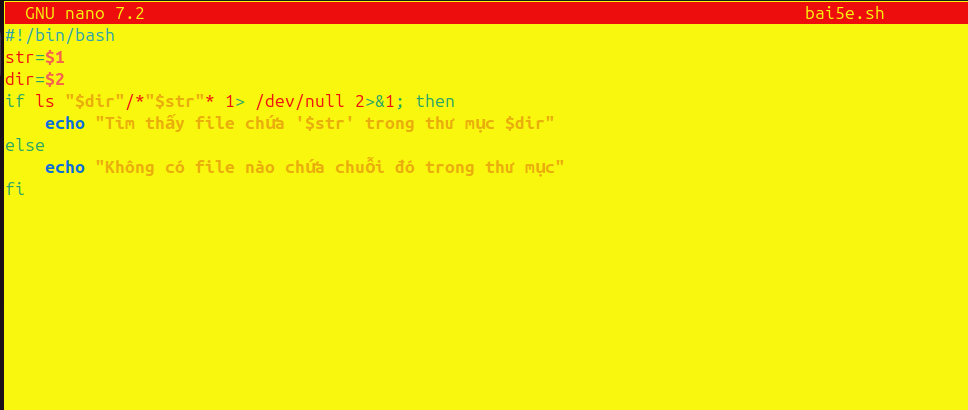 GNU nano 7.2 bai5e.sh
#!/bin/bash
str=$1
dir=$2
if ls "$dir"/*"$str"* 1> /dev/null 2>&1; then
    echo "Tìm thấy file chứa '$str' trong thư mục $dir"
else
    echo "Không có file nào chứa chuỗi đó trong thư mục"
fi